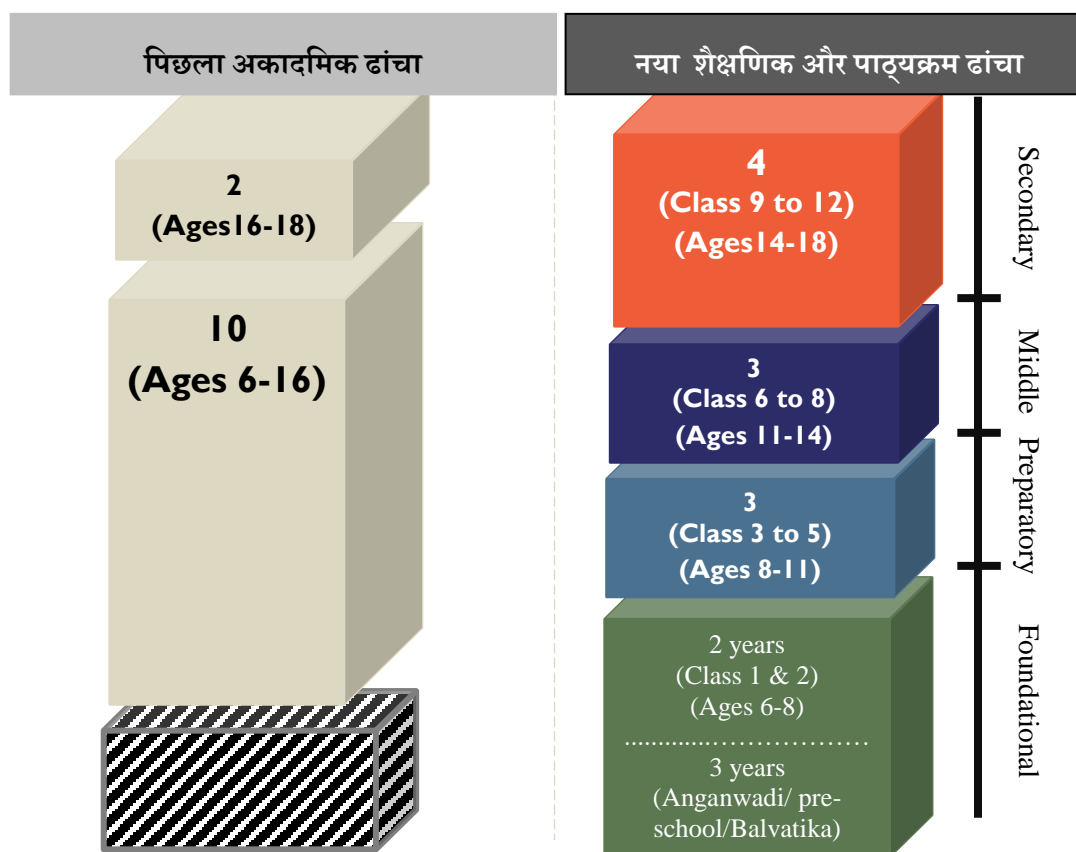 पिछला अकादमिक ढांचा
2
(Ages16-18)
10
(Ages 6-16)
नया शैक्षणिक और पाठ्यक्रम ढांचा
4
(Class 9 to 12)
(Ages14-18)
Secondary
3
(Class 6 to 8)
(Ages 11-14)
Middle
3
(Class 3 to 5)
(Ages 8-11)
Preparatory
2 years
(Class 1 & 2)
(Ages 6-8)
.............………………
3 years
(Anganwadi/ pre-
school/Balvatika)
Foundational